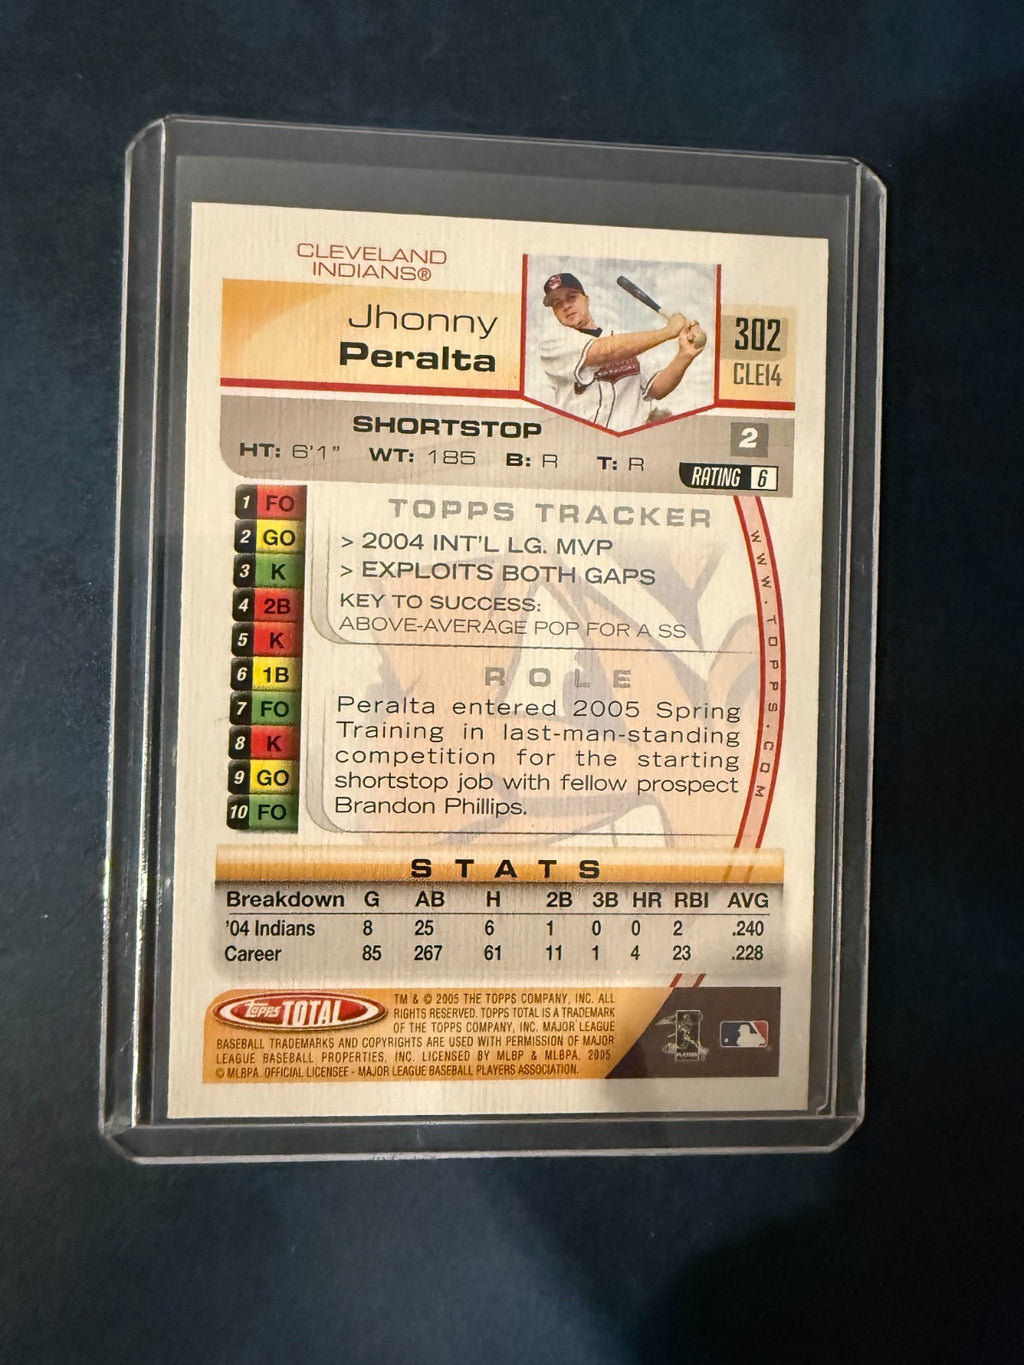 CLEVELAND
INDIANS®
Jhonny
Peralta
302
CLE14
SHORTSTOP
HT: 6'1" WT: 185 B: R T: R
2
RATING 6
1 FO
2 GO
3 K
4 2B
5 K
6 1B
7 FO
8 K
9 GO
10 FO
TOPPS TRACKER
> 2004 INT'L LG. MVP
> EXPLOITS BOTH GAPS
KEY TO SUCCESS:
ABOVE-AVERAGE POP FOR A SS
ROLE
Peralta entered 2005 Spring
Training in last-man-standing
competition for the starting
shortstop job with fellow prospect
Brandon Phillips.
WWW.TOPPS.COM
STATS
Breakdown G AB H 2B 3B HR RBI AVG
'04 Indians 8 25 6 1 0 0 2 .240
Career 85 267 61 11 1 4 23 .228
Topps TOTAL
TM & © 2005 THE TOPPS COMPANY, INC. ALL
RIGHTS RESERVED. TOPPS TOTAL IS A TRADEMARK
OF THE TOPPS COMPANY, INC. MAJOR LEAGUE
BASEBALL TRADEMARKS AND COPYRIGHTS ARE USED WITH PERMISSION OF MAJOR
LEAGUE BASEBALL PROPERTIES, INC. LICENSED BY MLBP & MLBPA, 2005
© MLBPA. OFFICIAL LICENSEE - MAJOR LEAGUE BASEBALL PLAYERS ASSOCIATION.